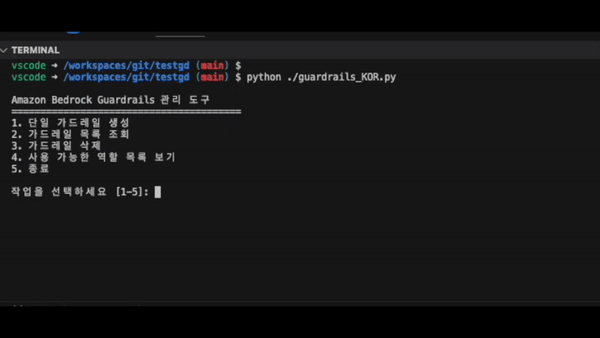 TERMINAL
vscode → /workspaces/git/testgd (main) $
vscode → /workspaces/git/testgd (main) $ python ./guardrails_KOR.py
Amazon Bedrock Guardrails 관리 도구
========================================
1. 단일 가드레일 생성
2. 가드레일 목록 조회
3. 가드레일 삭제
4. 사용 가능한 역할 목록 보기
5. 종료
작업을 선택하세요 [1-5]: